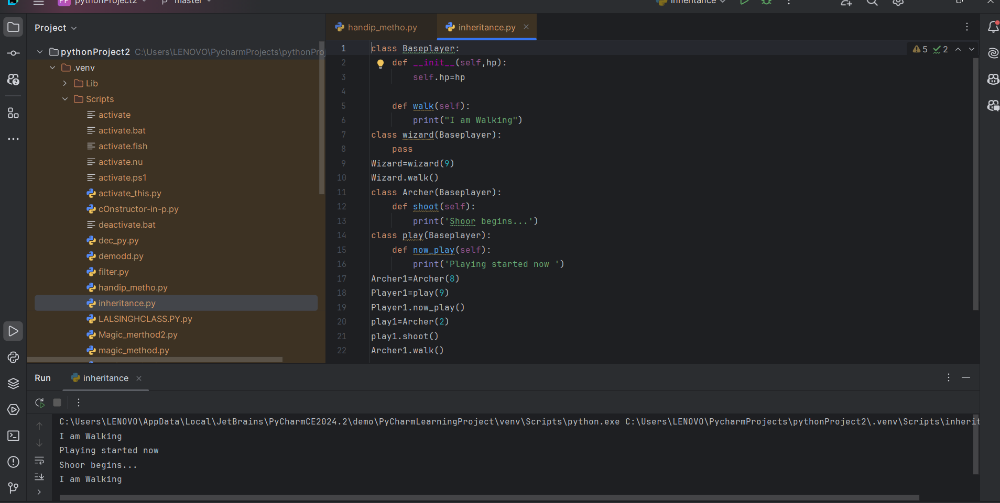 PP pythonProject2 master inheritance
Project
handip_metho.py
inheritance.py
pythonProject2 C:\Users\LENOVO\PycharmProjects\pythonProj
.venv
Lib
Scripts
activate
activate.bat
activate.fish
activate.nu
activate.ps1
activate_this.py
cOnstructor-in-p.py
deactivate.bat
dec_py.py
demodd.py
filter.py
handip_metho.py
inheritance.py
LALSINGHCLASS.PY.py
Magic_merthod2.py
magic_method.py
5 2
1 class Baseplayer:
2 def __init__(self,hp):
3 self.hp=hp
4
5 def walk(self):
6 print("I am Walking")
7 class wizard(Baseplayer):
8 pass
9 Wizard=wizard(9)
10 Wizard.walk()
11 class Archer(Baseplayer):
12 def shoot(self):
13 print('Shoor begins...')
14 class play(Baseplayer):
15 def now_play(self):
16 print('Playing started now ')
17 Archer1=Archer(8)
18 Player1=play(9)
19 Player1.now_play()
20 play1=Archer(2)
21 play1.shoot()
22 Archer1.walk()
Run inheritance
C:\Users\LENOVO\AppData\Local\JetBrains\PyCharmCE2024.2\demo\PyCharmLearningProject\venv\Scripts\python.exe C:\Users\LENOVO\PycharmProjects\pythonProject2\.venv\Scripts\inherit
I am Walking
Playing started now
Shoor begins...
I am Walking